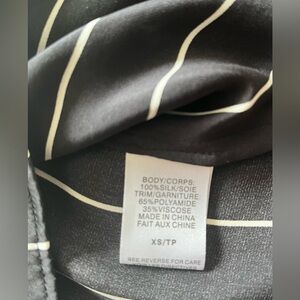 BODY/CORPS:
100%SILK/SOIE
TRIM/GARNITURE
65%POLYAMIDE
35%VISCOSE
MADE IN CHINA
FAIT AUX CHINE
XS/TP
SEE REVERSE FOR CARE